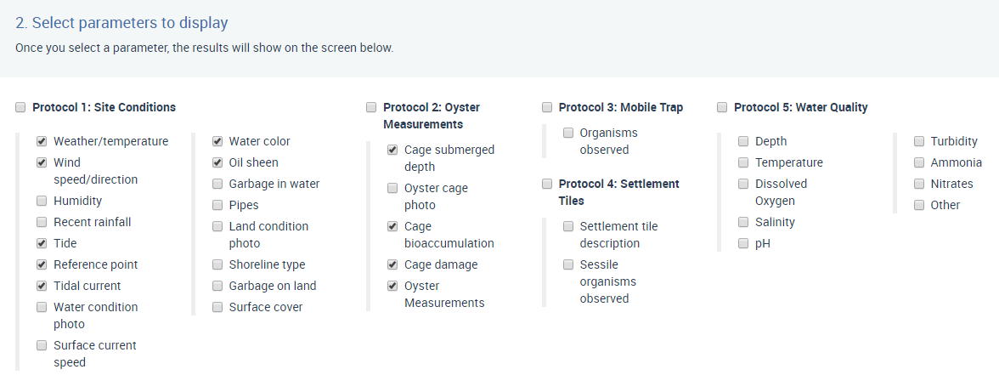 2. Select parameters to display
Once you select a parameter, the results will show on the screen below.
Protocol 1: Site Conditions
Weather/temperature
Wind
speed/direction
Humidity
Recent rainfall
Tide
Reference point
Tidal current
Water condition
photo
Surface current
speed
Water color
Oil sheen
Garbage in water
Pipes
Land condition
photo
Shoreline type
Garbage on land
Surface cover
Protocol 2: Oyster
Measurements
Cage submerged
depth
Oyster cage
photo
Cage
bioaccumulation
Cage damage
Oyster
Measurements
Protocol 3: Mobile Trap
Organisms
observed
Protocol 4: Settlement
Tiles
Settlement tile
description
Sessile
organisms
observed
Protocol 5: Water Quality
Depth
Temperature
Dissolved
Oxygen
Salinity
pH
Turbidity
Ammonia
Nitrates
Other